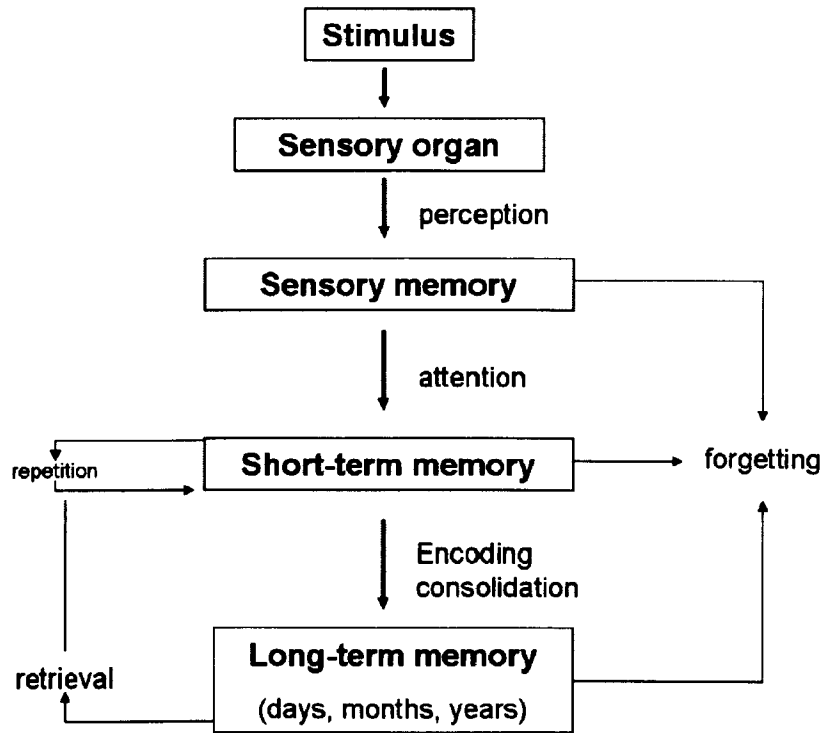 Stimulus
Sensory organ
perception
Sensory memory
attention
repetition
Short-term memory
forgetting
Encoding
consolidation
Long-term memory
retrieval
(days, months, years)